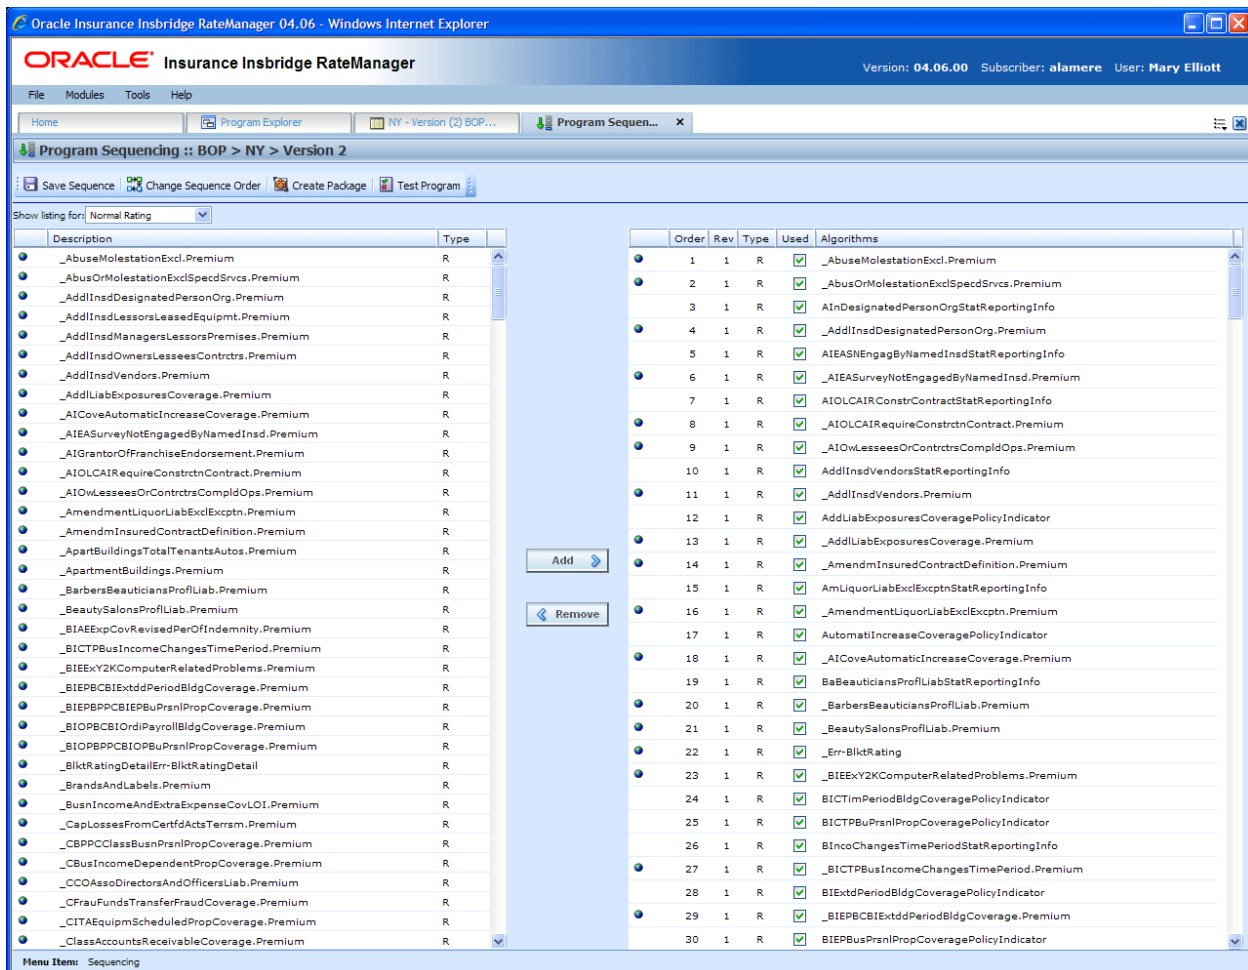 Oracle Insurance Insbridge RateManager 04.06 - Windows Internet Explorer
ORACLE Insurance Insbridge RateManager
Version: 04.06.00 Subscriber: alamere User: Mary Elliott
File Modules Tools Help
Home Program Explorer NY - Version (2) BOP... Program Sequen... x
Program Sequencing :: BOP > NY > Version 2
Save Sequence Change Sequence Order Create Package Test Program
Show listing for: Normal Rating
Description Type
_AbuseMolestationExcl.Premium R
_AbusOrMolestationExclSpecdSrvcs.Premium R
_AddlInsdDesignatedPersonOrg.Premium R
_AddlInsdLessorsLeasedEquipmt.Premium R
_AddlInsdManagersLessorsPremises.Premium R
_AddlInsdOwnersLesseesContrctrs.Premium R
_AddlInsdVendors.Premium R
_AddlLiabExposuresCoverage.Premium R
_AICoveAutomaticIncreaseCoverage.Premium R
_AIEASurveyNotEngagedByNamedInsd.Premium R
_AIGrantorOfFranchiseEndorsement.Premium R
_AIOLCAIRequireConstrctnContract.Premium R
_AIOwLesseesOrContrctrsCompldOps.Premium R
_AmendmentLiquorLiabExclExcptn.Premium R
_AmendmInsuredContractDefinition.Premium R
_ApartBuildingsTotalTenantsAutos.Premium R
_ApartmentBuildings.Premium R
_BarbersBeauticiansProflLiab.Premium R
_BeautySalonsProflLiab.Premium R
_BIAEExpCovRevisedPerOfIndemnity.Premium R
_BICTPBusIncomeChangesTimePeriod.Premium R
_BIEExY2KComputerRelatedProblems.Premium R
_BIEPBCBIExtddPeriodBldgCoverage.Premium R
_BIEPBPPCBIEPBuPrsnlPropCoverage.Premium R
_BIOPBCBIOrdiPayrollBldgCoverage.Premium R
_BIOPBPPCBIOPBuPrsnlPropCoverage.Premium R
_BlktRatingDetailErr-BlktRatingDetail R
_BrandsAndLabels.Premium R
_BusnIncomeAndExtraExpenseCovLOI.Premium R
_CapLossesFromCertfdActsTerrsm.Premium R
_CBPPCClassBusnPrsnlPropCoverage.Premium R
_CBusIncomeDependentPropCoverage.Premium R
_CCOAssoDirectorsAndOfficersLiab.Premium R
_CFrauFundsTransferFraudCoverage.Premium R
_CITAEquipmScheduledPropCoverage.Premium R
_ClassAccountsReceivableCoverage.Premium R
Add
Remove
Order Rev Type Used Algorithms
1 1 R _AbuseMolestationExcl.Premium
2 1 R _AbusOrMolestationExclSpecdSrvcs.Premium
3 1 R AInDesignatedPersonOrgStatReportingInfo
4 1 R _AddlInsdDesignatedPersonOrg.Premium
5 1 R AIEASNEngagByNamedInsdStatReportingInfo
6 1 R _AIEASurveyNotEngagedByNamedInsd.Premium
7 1 R AIOLCAIRConstrContractStatReportingInfo
8 1 R _AIOLCAIRequireConstrctnContract.Premium
9 1 R _AIOwLesseesOrContrctrsCompldOps.Premium
10 1 R AddlInsdVendorsStatReportingInfo
11 1 R _AddlInsdVendors.Premium
12 1 R AddLiabExposuresCoveragePolicyIndicator
13 1 R _AddlLiabExposuresCoverage.Premium
14 1 R _AmendmInsuredContractDefinition.Premium
15 1 R AmLiquorLiabExclExcptnStatReportingInfo
16 1 R _AmendmentLiquorLiabExclExcptn.Premium
17 1 R AutomatiIncreaseCoveragePolicyIndicator
18 1 R _AICoveAutomaticIncreaseCoverage.Premium
19 1 R BaBeauticiansProflLiabStatReportingInfo
20 1 R _BarbersBeauticiansProflLiab.Premium
21 1 R _BeautySalonsProflLiab.Premium
22 1 R _Err-BlktRating
23 1 R _BIEExY2KComputerRelatedProblems.Premium
24 1 R BICTimPeriodBldgCoveragePolicyIndicator
25 1 R BICTPBuPrsnlPropCoveragePolicyIndicator
26 1 R BIncoChangesTimePeriodStatReportingInfo
27 1 R _BICTPBusIncomeChangesTimePeriod.Premium
28 1 R BIExtdPeriodBldgCoveragePolicyIndicator
29 1 R _BIEPBCBIExtddPeriodBldgCoverage.Premium
30 1 R BIEPBusPrsnlPropCoveragePolicyIndicator
Menu Item: Sequencing